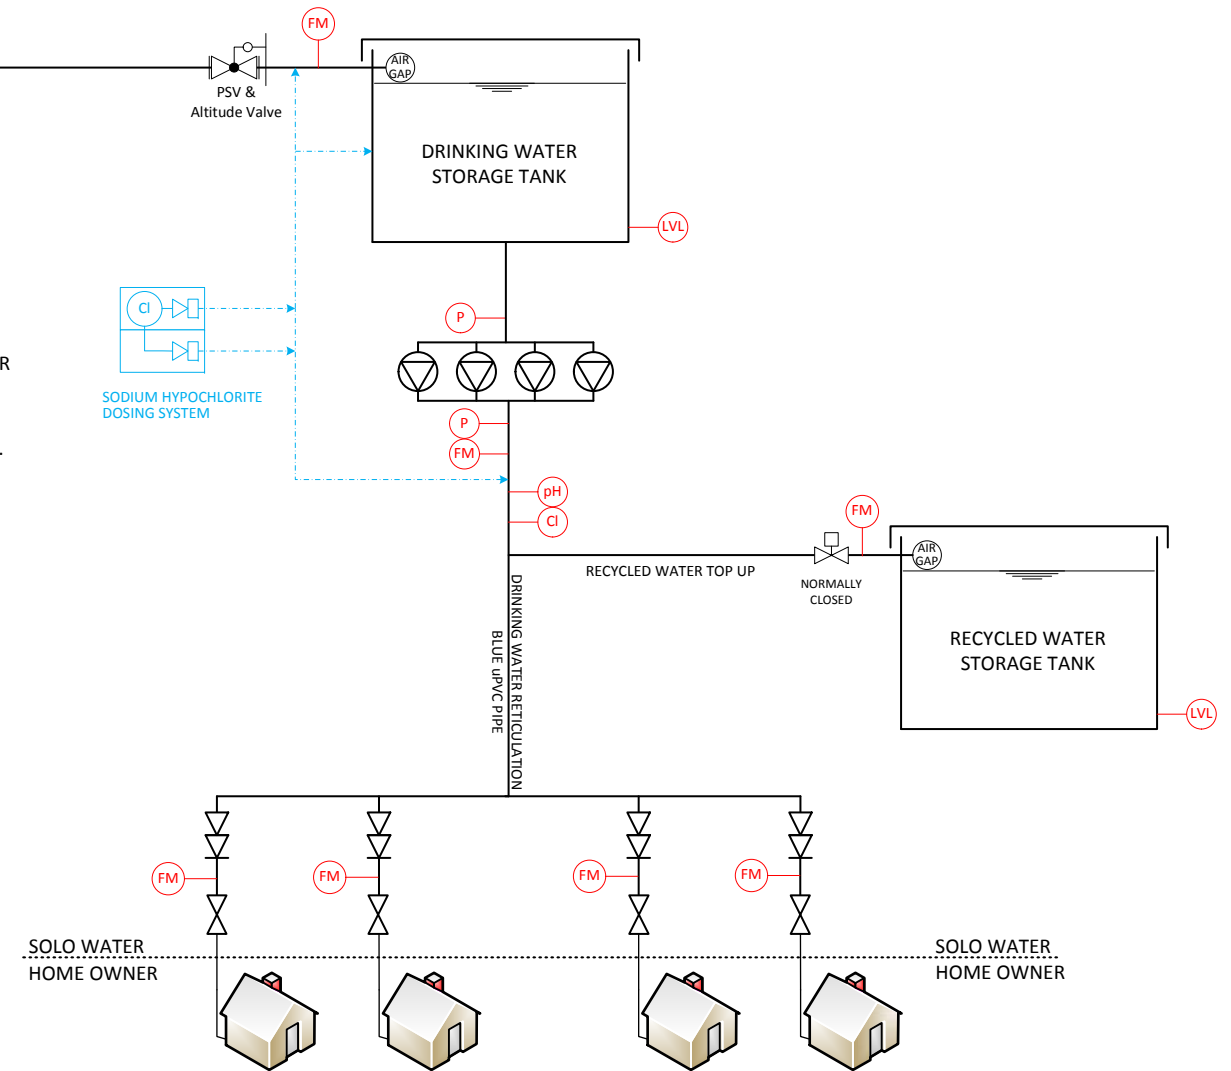 FM
AIR
GAP
PSV &
Altitude Valve
DRINKING WATER
STORAGE TANK
LVL
Cl
P
R
SODIUM HYPOCHLORITE
DOSING SYSTEM
P
FM
.
pH
Cl
FM
AIR
GAP
RECYCLED WATER TOP UP
NORMALLY
CLOSED
DRINKING WATER RETICULATION
BLUE uPVC PIPE
RECYCLED WATER
STORAGE TANK
LVL
FM
FM
FM
FM
SOLO WATER
HOME OWNER
SOLO WATER
HOME OWNER